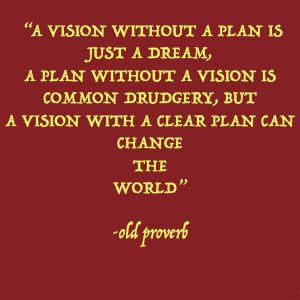 “A VISION WITHOUT A PLAN IS
JUST A DREAM,
A PLAN WITHOUT A VISION IS
COMMON DRUDGERY, BUT
A VISION WITH A CLEAR PLAN CAN
CHANGE
THE
WORLD”
-old proverb